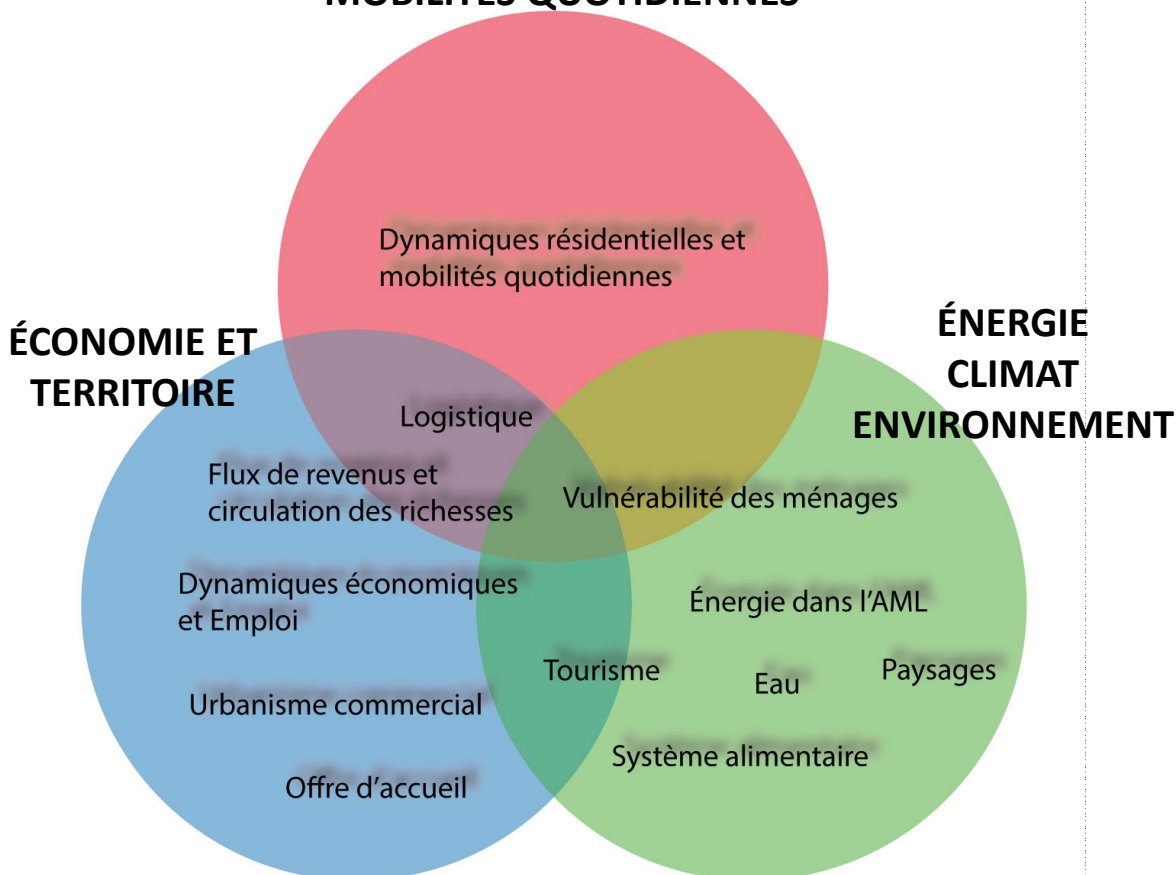 MOBILITÉS QUOTIDIENNES
Dynamiques résidentielles et
mobilités quotidiennes
ÉCONOMIE ET
TERRITOIRE
ÉNERGIE
CLIMAT
ENVIRONNEMENT
Logistique
Flux de revenus et
circulation des richesses
Vulnérabilité des ménages
Dynamiques économiques
et Emploi
Énergie dans l’AML
Tourisme
Eau
Paysages
Urbanisme commercial
Système alimentaire
Offre d’accueil